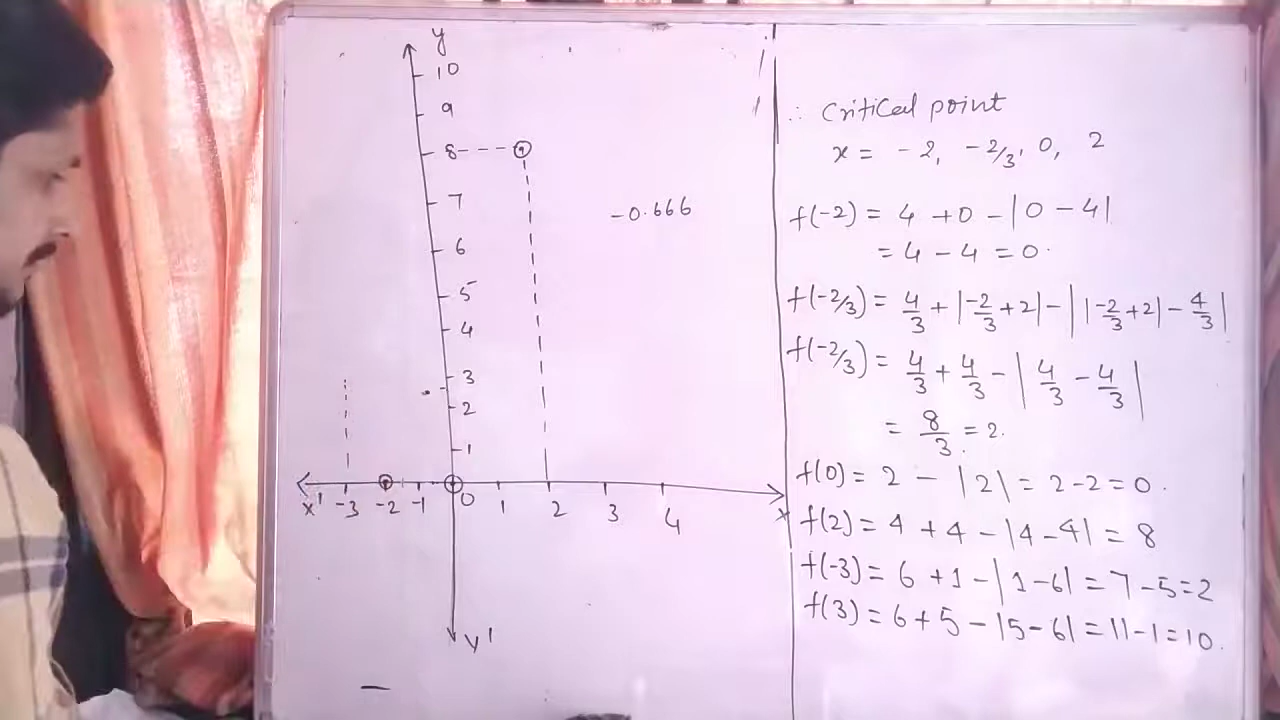 y
10
9
8
7
-0.666
6
5
4
3
2
1
x' -3 -2 -1 0 1 2 3 4 x
y'
∴ Critical point
x = -2, -2/3, 0, 2
f(-2) = 4 + 0 - |0 - 4|
= 4 - 4 = 0.
f(-2/3) = 4/3 + |-2/3 + 2| - ||-2/3 + 2| - 4/3|
f(-2/3) = 4/3 + 4/3 - |4/3 - 4/3|
= 8/3 = 2.
f(0) = 2 - |2| = 2 - 2 = 0.
f(2) = 4 + 4 - |4 - 4| = 8
f(-3) = 6 + 1 - |1 - 6| = 7 - 5 = 2
f(3) = 6 + 5 - |5 - 6| = 11 - 1 = 10.